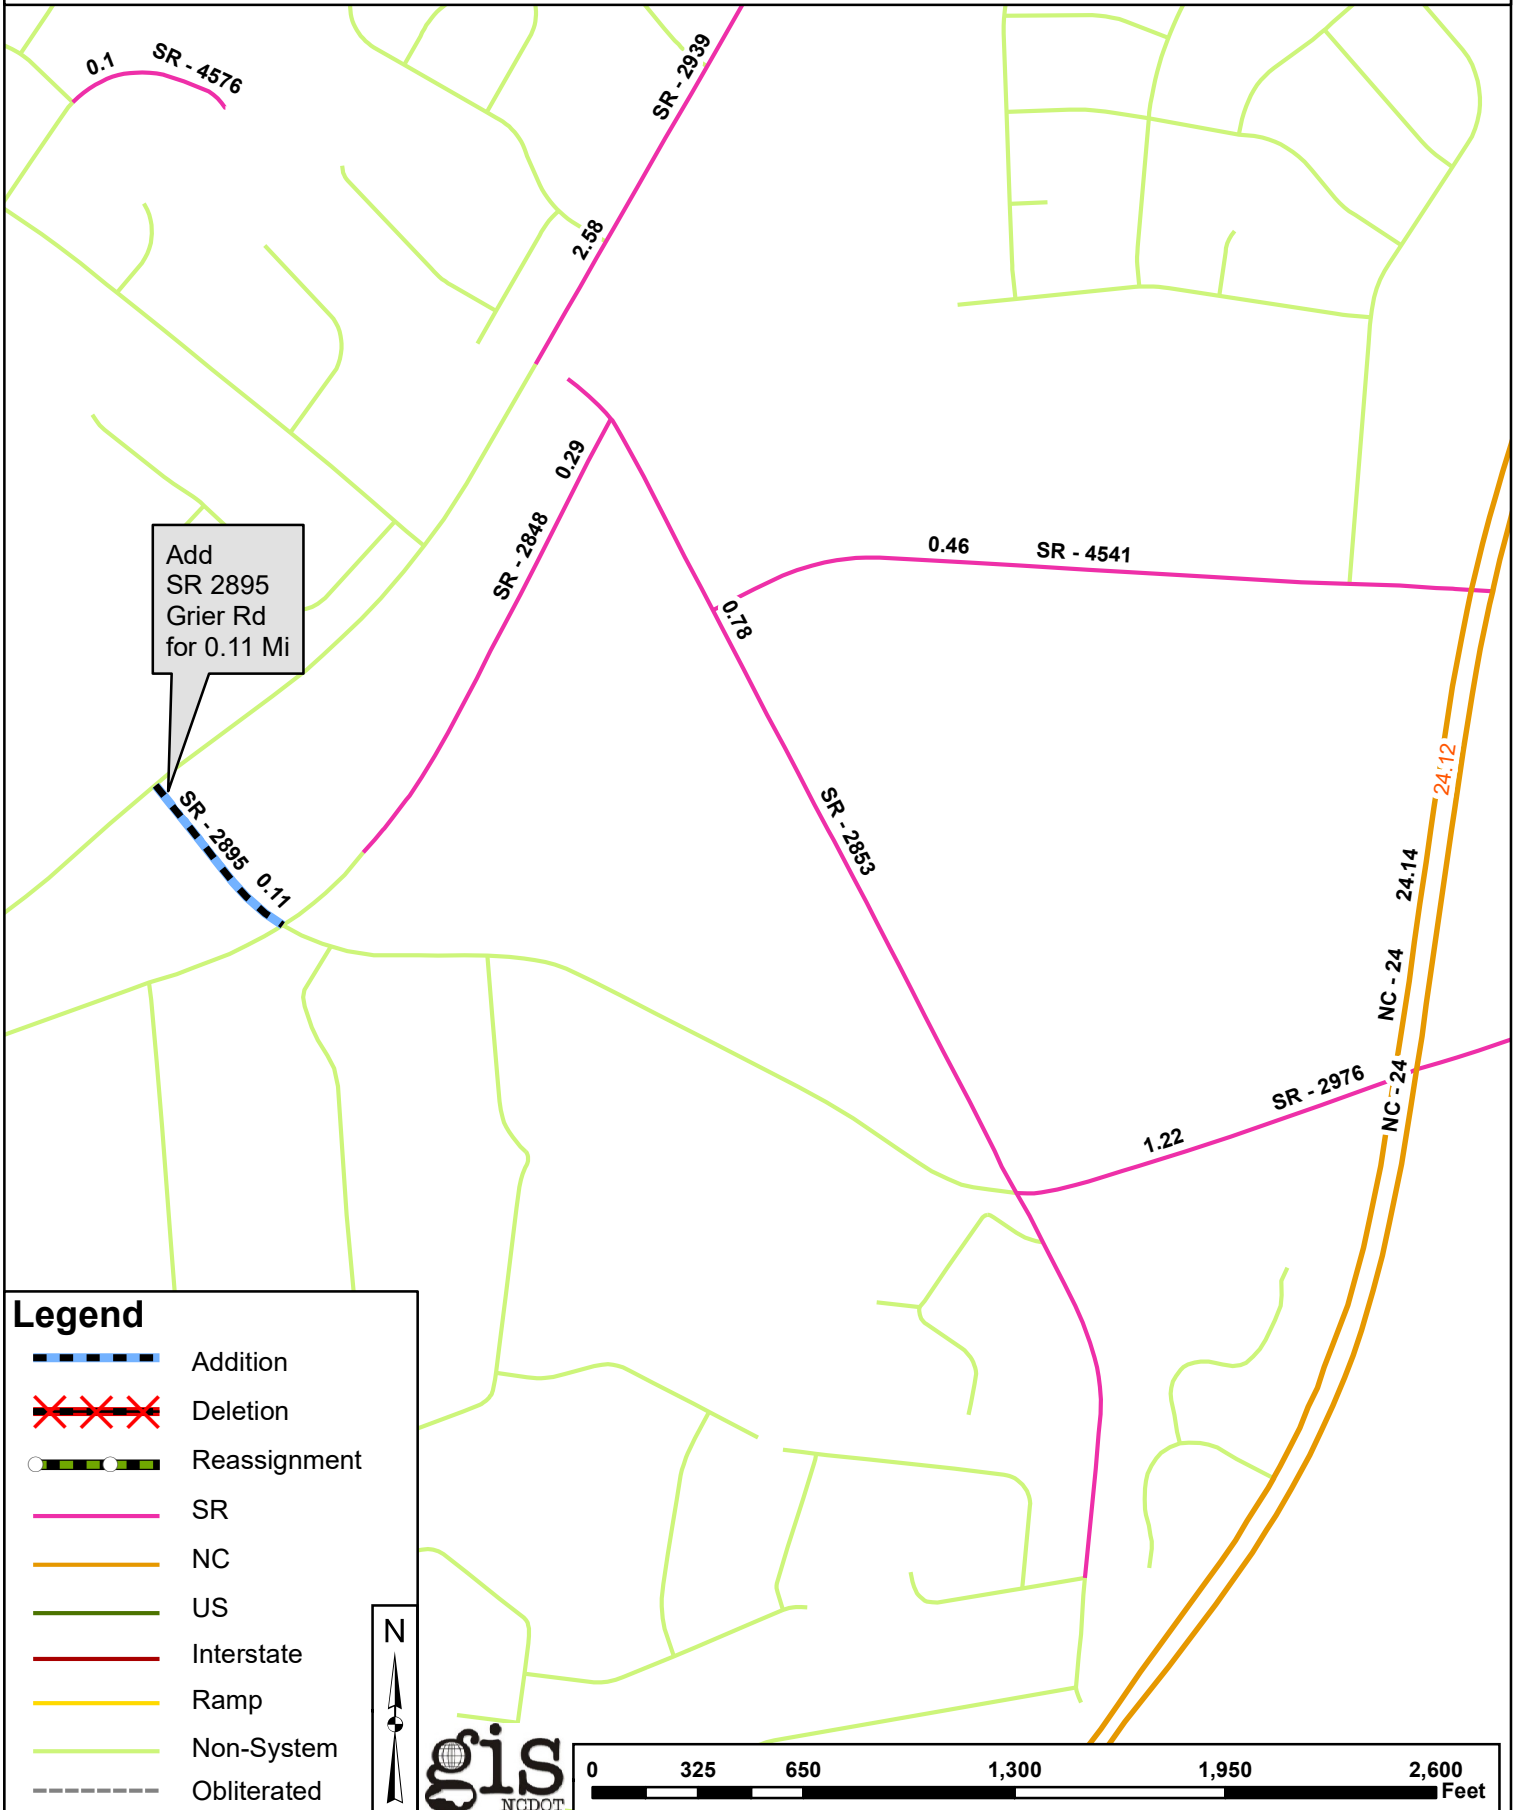 0.1 SR - 4576
SR - 2939
2.58
0.29
SR - 2848
0.46 SR - 4541
0.78
Add
SR 2895
Grier Rd
for 0.11 Mi
24.12
SR - 2853
SR - 2895 0.11
24.14
NC - 24
NC - 24
SR - 2976
1.22
Legend
Addition
Deletion
Reassignment
SR
NC
US
Interstate
Ramp
Non-System
Obliterated
N
gis
NCDOT
0 325 650 1,300 1,950 2,600
Feet